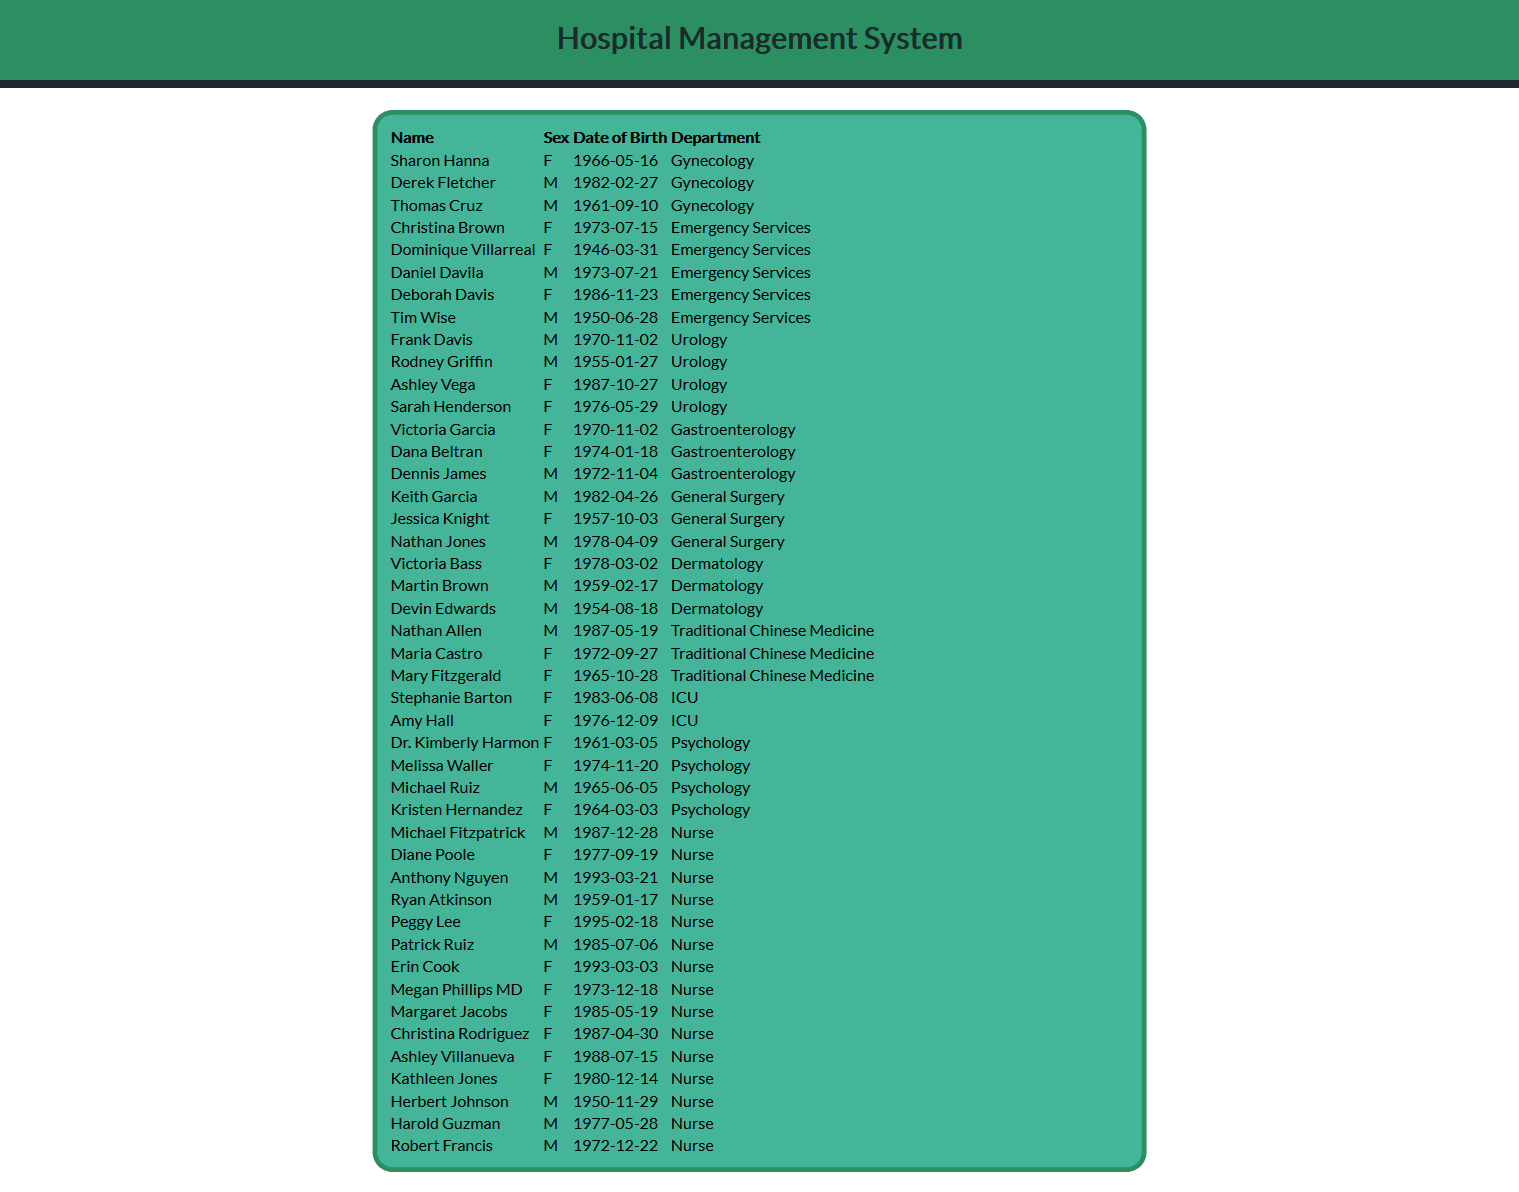 Hospital Management System
Name Sex Date of Birth Department
Sharon Hanna F 1966-05-16 Gynecology
Derek Fletcher M 1982-02-27 Gynecology
Thomas Cruz M 1961-09-10 Gynecology
Christina Brown F 1973-07-15 Emergency Services
Dominique Villarreal F 1946-03-31 Emergency Services
Daniel Davila M 1973-07-21 Emergency Services
Deborah Davis F 1986-11-23 Emergency Services
Tim Wise M 1950-06-28 Emergency Services
Frank Davis M 1970-11-02 Urology
Rodney Griffin M 1955-01-27 Urology
Ashley Vega F 1987-10-27 Urology
Sarah Henderson F 1976-05-29 Urology
Victoria Garcia F 1970-11-02 Gastroenterology
Dana Beltran F 1974-01-18 Gastroenterology
Dennis James M 1972-11-04 Gastroenterology
Keith Garcia M 1982-04-26 General Surgery
Jessica Knight F 1957-10-03 General Surgery
Nathan Jones M 1978-04-09 General Surgery
Victoria Bass F 1978-03-02 Dermatology
Martin Brown M 1959-02-17 Dermatology
Devin Edwards M 1954-08-18 Dermatology
Nathan Allen M 1987-05-19 Traditional Chinese Medicine
Maria Castro F 1972-09-27 Traditional Chinese Medicine
Mary Fitzgerald F 1965-10-28 Traditional Chinese Medicine
Stephanie Barton F 1983-06-08 ICU
Amy Hall F 1976-12-09 ICU
Dr. Kimberly Harmon F 1961-03-05 Psychology
Melissa Waller F 1974-11-20 Psychology
Michael Ruiz M 1965-06-05 Psychology
Kristen Hernandez F 1964-03-03 Psychology
Michael Fitzpatrick M 1987-12-28 Nurse
Diane Poole F 1977-09-19 Nurse
Anthony Nguyen M 1993-03-21 Nurse
Ryan Atkinson M 1959-01-17 Nurse
Peggy Lee F 1995-02-18 Nurse
Patrick Ruiz M 1985-07-06 Nurse
Erin Cook F 1993-03-03 Nurse
Megan Phillips MD F 1973-12-18 Nurse
Margaret Jacobs F 1985-05-19 Nurse
Christina Rodriguez F 1987-04-30 Nurse
Ashley Villanueva F 1988-07-15 Nurse
Kathleen Jones F 1980-12-14 Nurse
Herbert Johnson M 1950-11-29 Nurse
Harold Guzman M 1977-05-28 Nurse
Robert Francis M 1972-12-22 Nurse